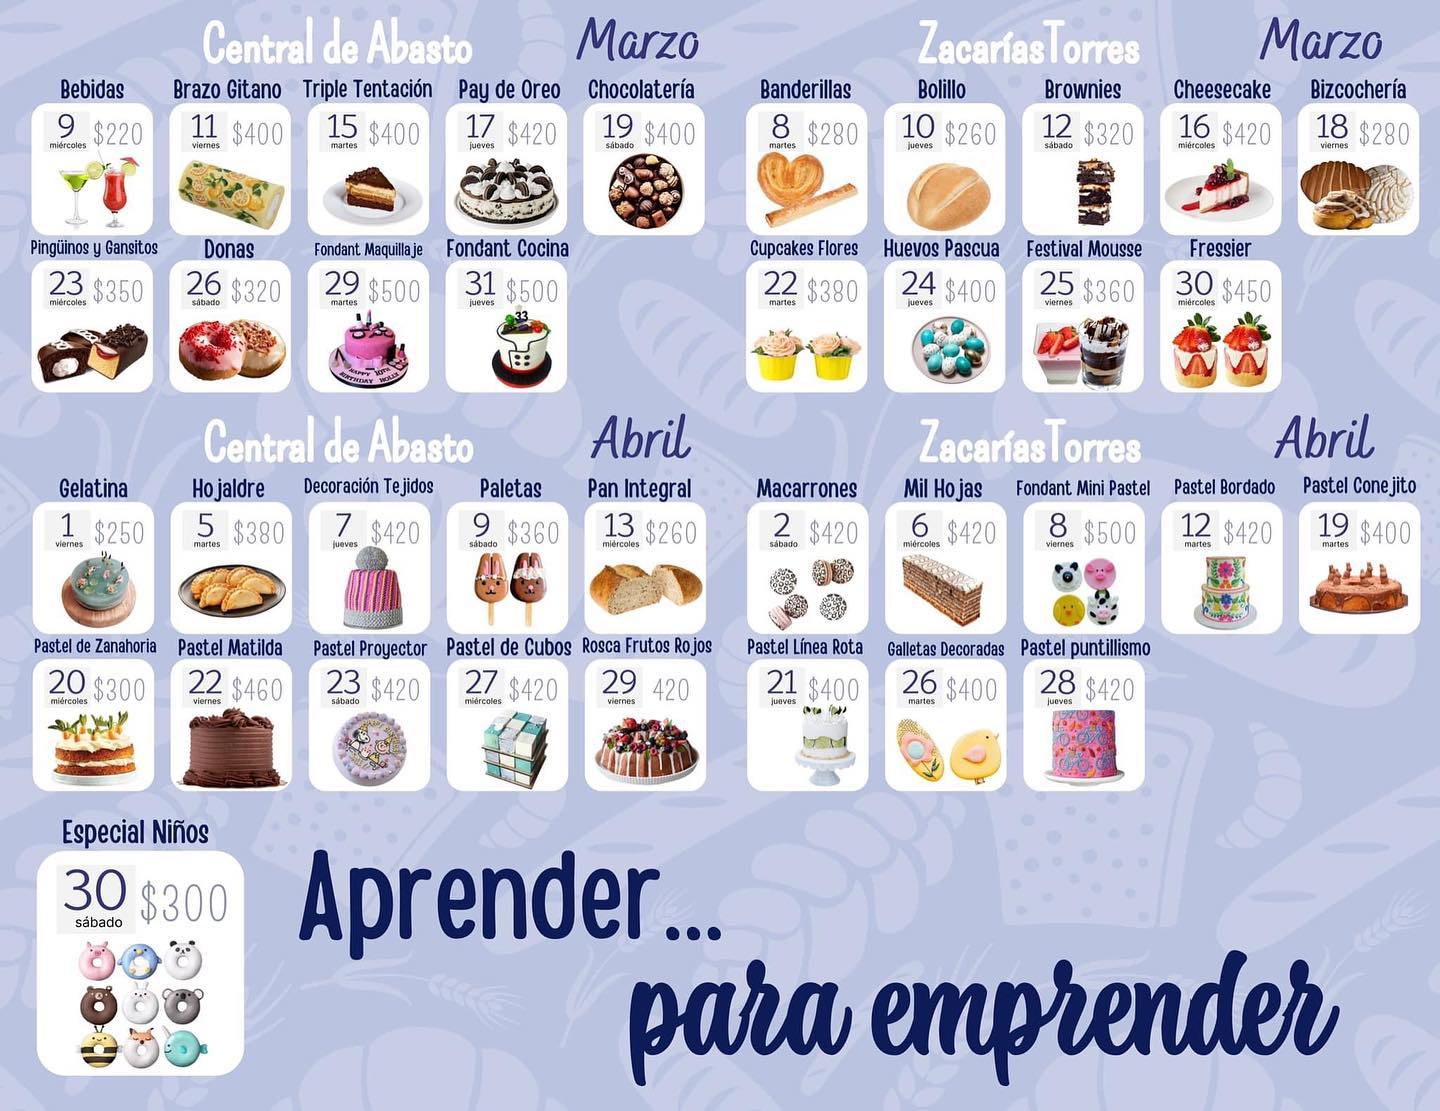 Central de Abasto Marzo
Bebidas Brazo Gitano Triple Tentación Pay de Oreo Chocolatería
9 miércoles $220 11 viernes $400 15 martes $400 17 jueves $420 19 sábado $400
Pingüinos y Gansitos Donas Fondant Maquillaje Fondant Cocina
23 miércoles $350 26 sábado $320 29 martes $500 31 jueves $500
HAPPY 10TH
BIRTHDAY HOLLY
33
ZacaríasTorres Marzo
Banderillas Bolillo Brownies Cheesecake Bizcochería
8 martes $280 10 jueves $260 12 sábado $320 16 miércoles $420 18 viernes $280
Cupcakes Flores Huevos Pascua Festival Mousse Fressier
22 martes $380 24 jueves $400 25 viernes $360 30 miércoles $450
Central de Abasto Abril
Gelatina Hojaldre Decoración Tejidos Paletas Pan Integral
1 viernes $250 5 martes $380 7 jueves $420 9 sábado $360 13 miércoles $260
Pastel de Zanahoria Pastel Matilda Pastel Proyector Pastel de Cubos Rosca Frutos Rojos
20 miércoles $300 22 viernes $460 23 sábado $420 27 miércoles $420 29 viernes 420
ZacaríasTorres Abril
Macarrones Mil Hojas Fondant Mini Pastel Pastel Bordado Pastel Conejito
2 sábado $420 6 martes $420 8 viernes $500 12 martes $420 19 martes $400
Pastel Línea Rota Galletas Decoradas Pastel puntillismo
21 jueves $400 26 martes $400 28 jueves $420
Especial Niños
30 sábado $300
Aprender...
para emprender